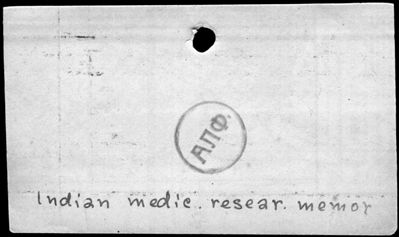 АЛФ.
Indian medic. resear. memor